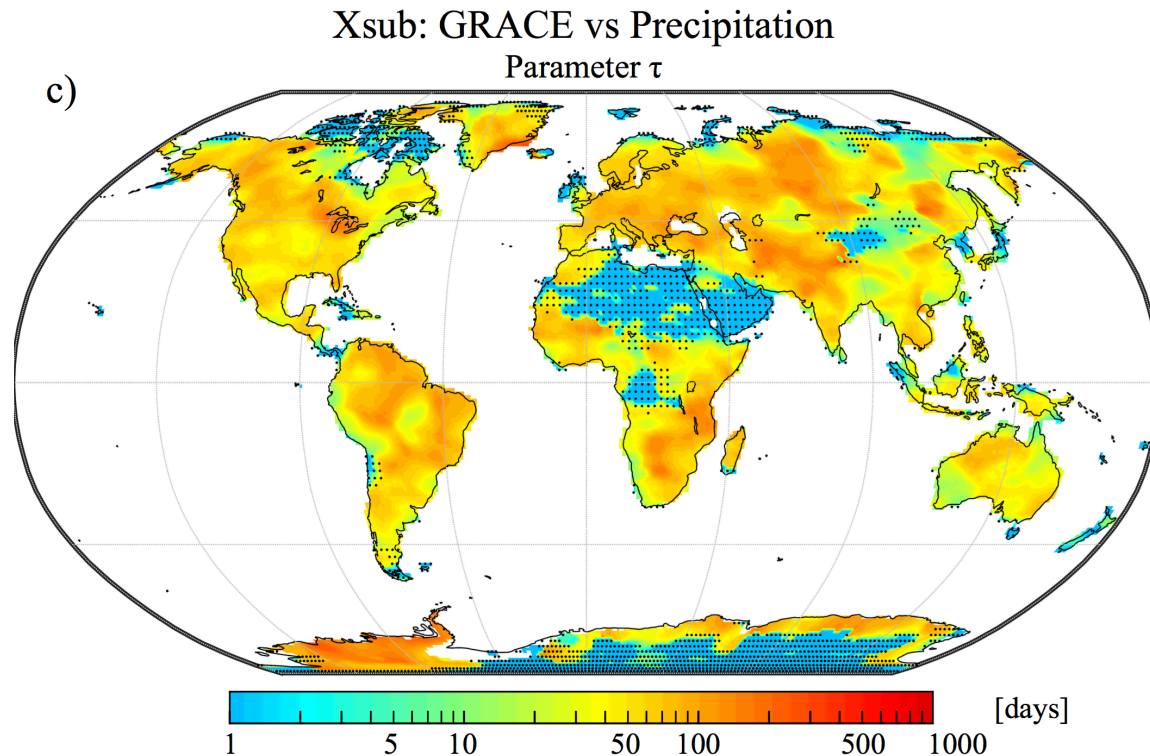 Xsub: GRACE vs Precipitation
Parameter τ
c)
[days]
1 5 10 50 100 500 1000